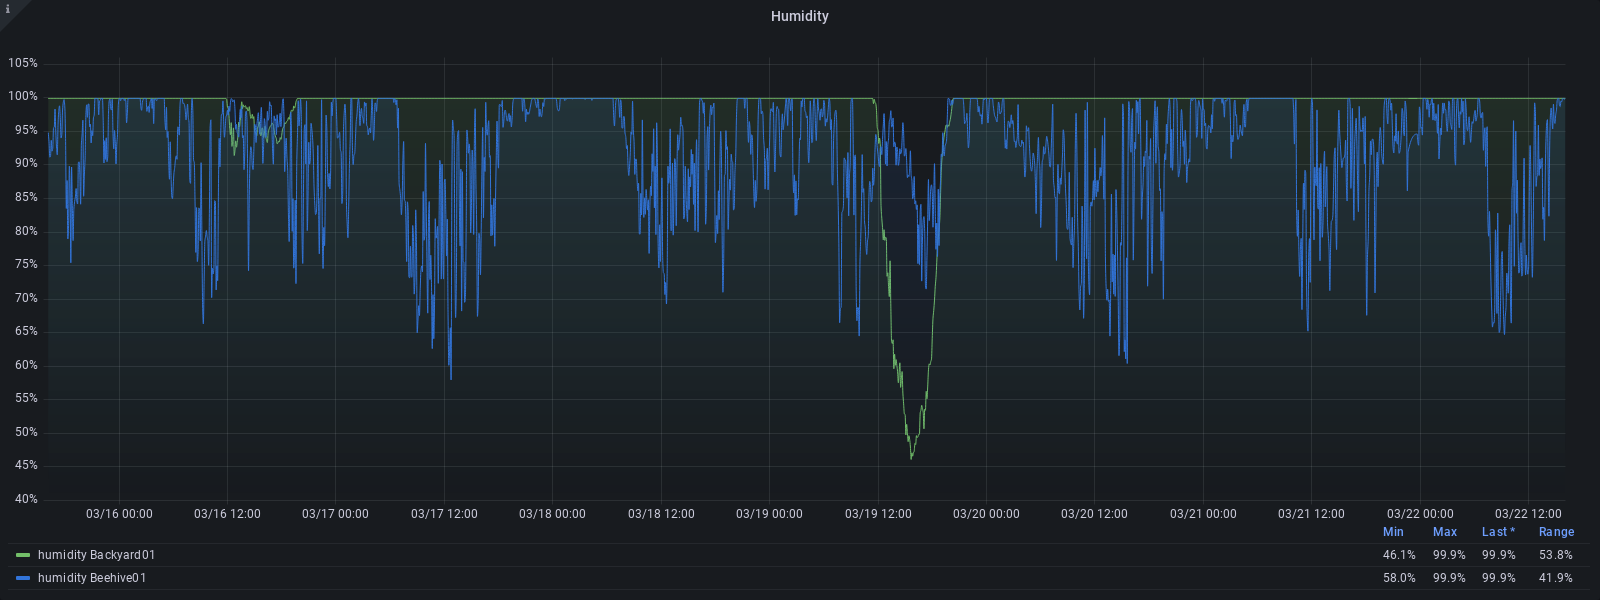 i
Humidity
105%
100%
95%
90%
85%
80%
75%
70%
65%
60%
55%
50%
45%
40%
03/16 00:00 03/16 12:00 03/17 00:00 03/17 12:00 03/18 00:00 03/18 12:00 03/19 00:00 03/19 12:00 03/20 00:00 03/20 12:00 03/21 00:00 03/21 12:00 03/22 00:00 03/22 12:00
Min Max Last * Range
humidity Backyard01 46.1% 99.9% 99.9% 53.8%
humidity Beehive01 58.0% 99.9% 99.9% 41.9%